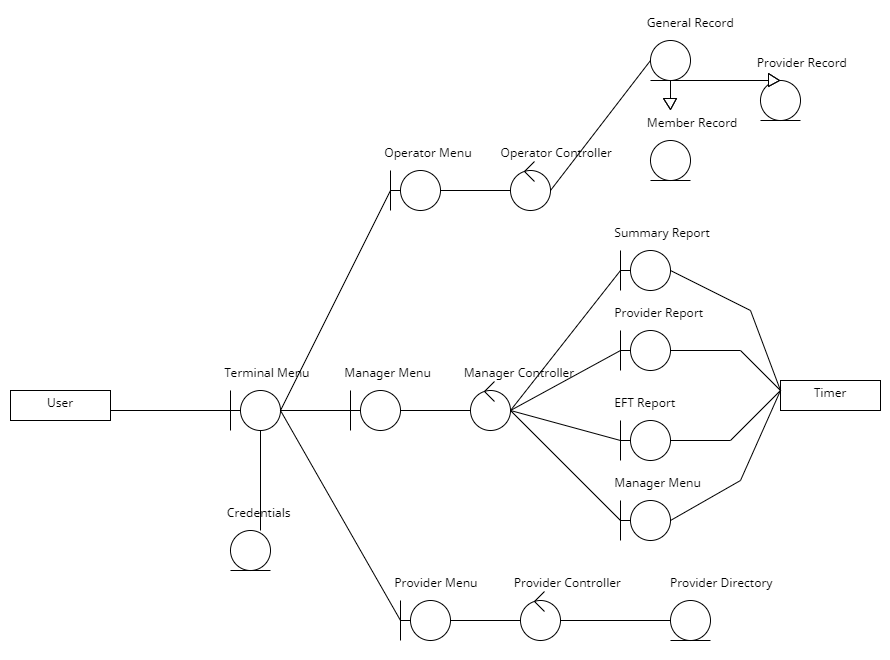 General Record
Provider Record
Member Record
Operator Menu
Operator Controller
Summary Report
Provider Report
Terminal Menu
Manager Menu
Manager Controller
User
Timer
EFT Report
Manager Menu
Credentials
Provider Menu
Provider Controller
Provider Directory